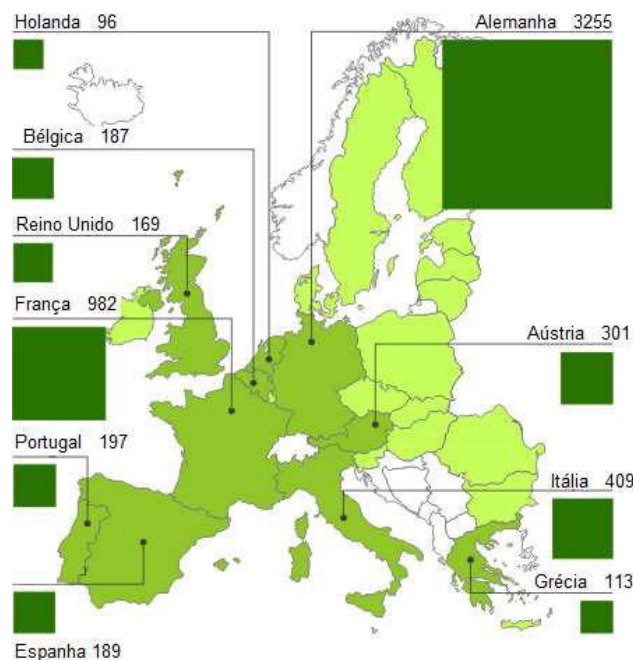 Holanda 96
Alemanha 3255
Bélgica 187
Reino Unido 169
França 982
Aústria 301
Portugal 197
Itália 409
Grécia 113
Espanha 189